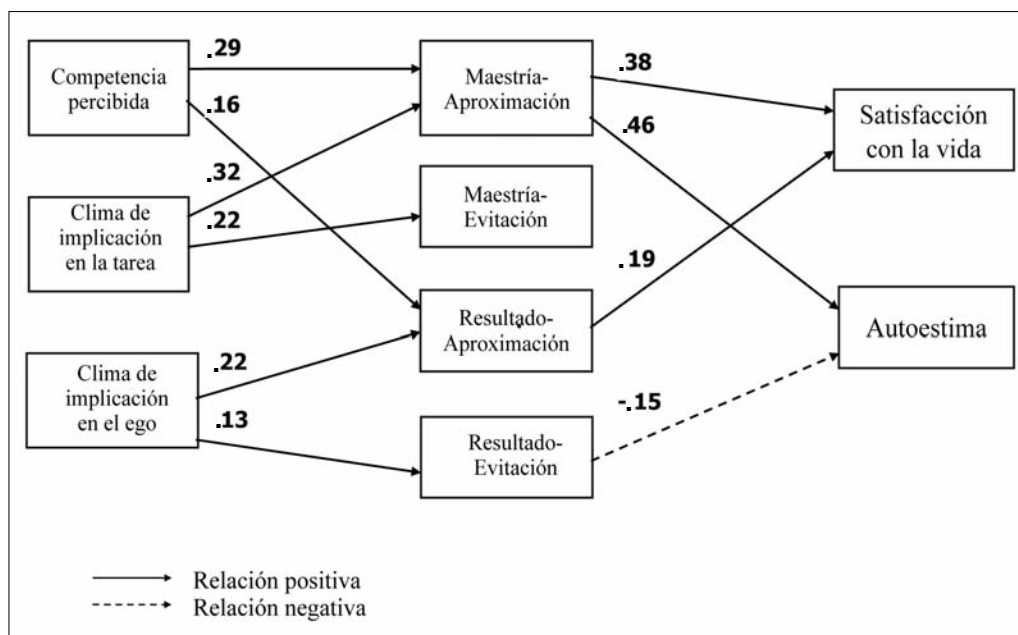 Competencia
percibida
Clima de
implicación
en la tarea
Clima de
implicación
en el ego
.29
.16
.32
.22
.22
.13
Maestría-
Aproximación
Maestría-
Evitación
Resultado-
Aproximación
Resultado-
Evitación
.38
.46
.19
-.15
Satisfacción
con la vida
Autoestima
Relación positiva
Relación negativa